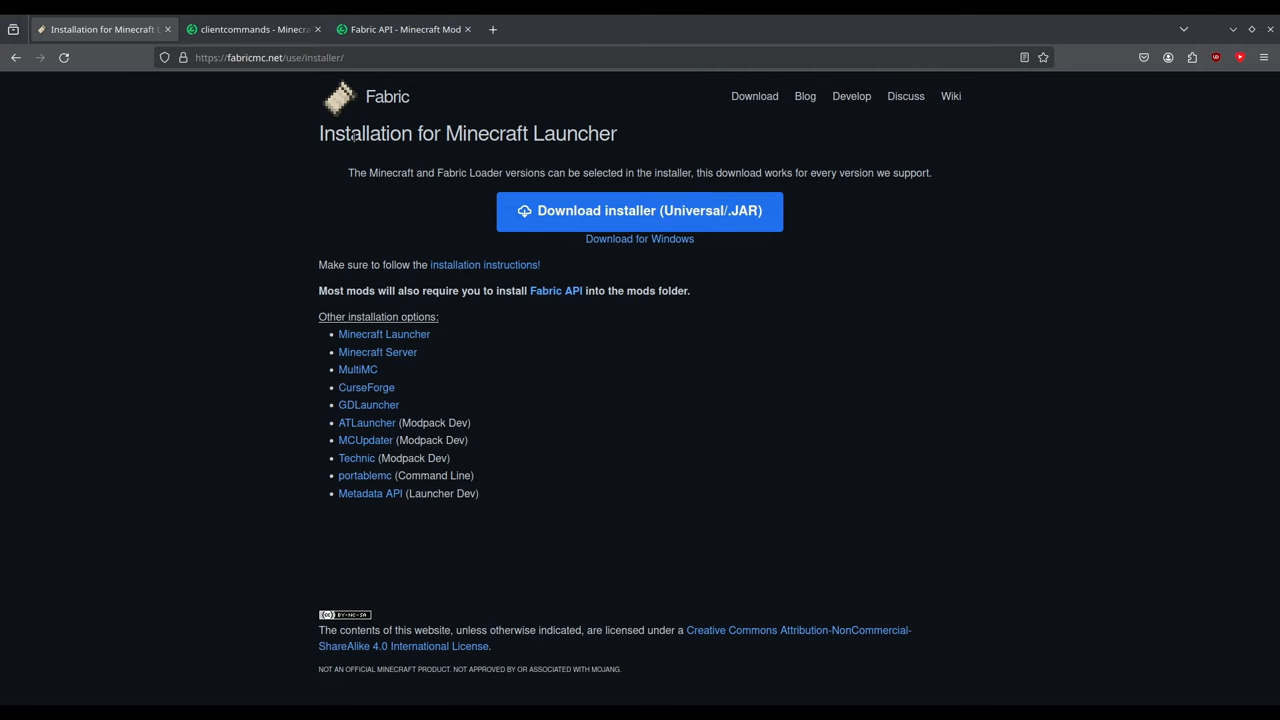 Installation for Minecraft L
clientcommands - Minecra
Fabric API - Minecraft Mod
https://fabricmc.net/use/installer/
Fabric
Download
Blog
Develop
Discuss
Wiki
Installation for Minecraft Launcher
The Minecraft and Fabric Loader versions can be selected in the installer, this download works for every version we support.
Download installer (Universal/.JAR)
Download for Windows
Make sure to follow the installation instructions!
Most mods will also require you to install Fabric API into the mods folder.
Other installation options:
• Minecraft Launcher
• Minecraft Server
• MultiMC
• CurseForge
• GDLauncher
• ATLauncher (Modpack Dev)
• MCUpdater (Modpack Dev)
• Technic (Modpack Dev)
• portablemc (Command Line)
• Metadata API (Launcher Dev)
BY-NC-SA
The contents of this website, unless otherwise indicated, are licensed under a Creative Commons Attribution-NonCommercial-
ShareAlike 4.0 International License.
NOT AN OFFICIAL MINECRAFT PRODUCT. NOT APPROVED BY OR ASSOCIATED WITH MOJANG.